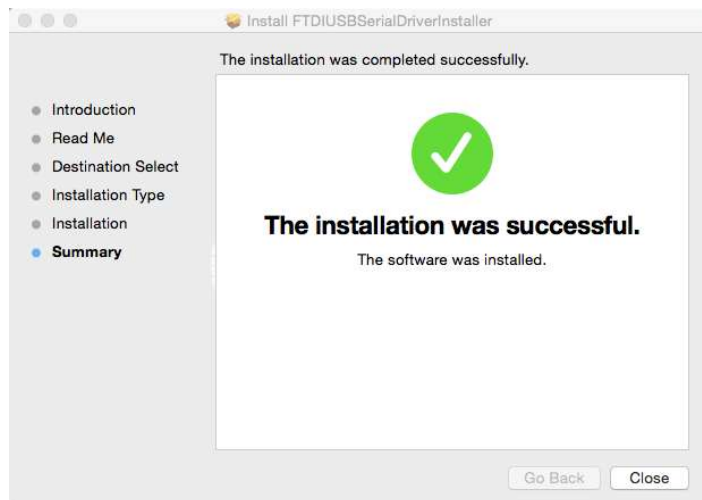 Install FTDIUSBSerialDriverInstaller
The installation was completed successfully.
Introduction
Read Me
Destination Select
Installation Type
Installation
Summary
The installation was successful.
The software was installed.
Go Back
Close